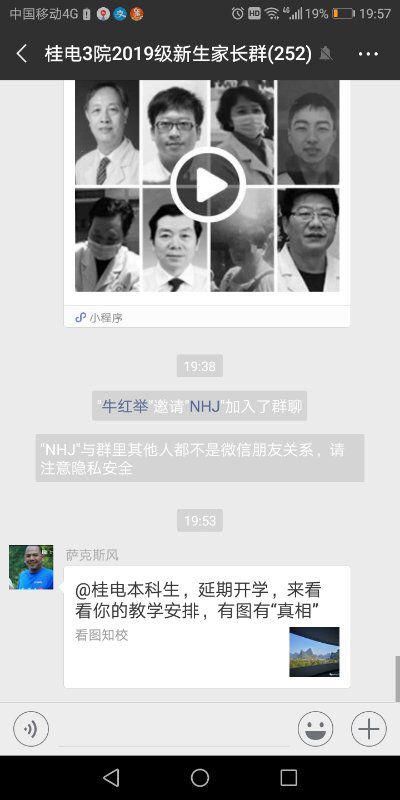 中国移动4G
HD
4G
19%
19:57
桂电3院2019级新生家长群(252)
小程序
19:38
"牛红举"邀请"NHJ"加入了群聊
"NHJ"与群里其他人都不是微信朋友关系，请
注意隐私安全
19:53
萨克斯风
@桂电本科生，延期开学，来看
看你的教学安排，有图有“真相”
看图知校